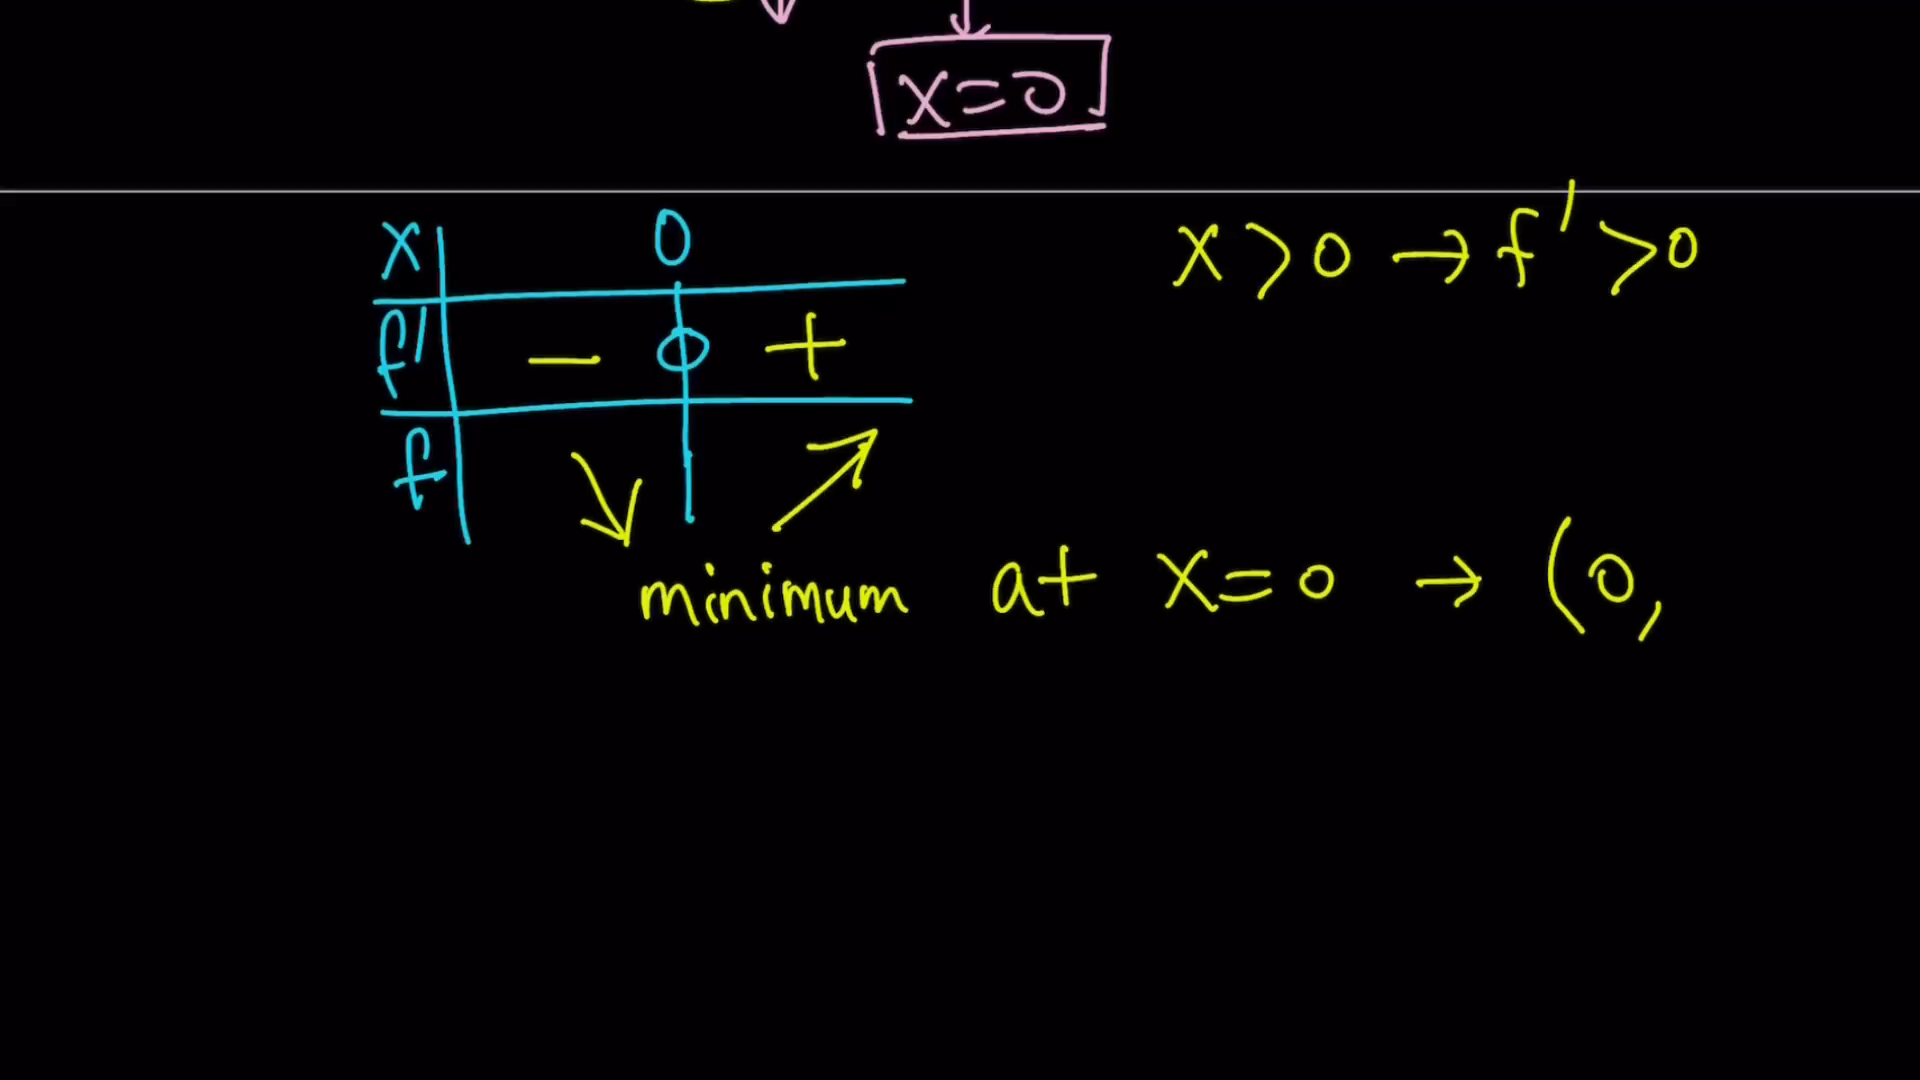 x=0
x 0
x>0 → f'>0
f' - 0 +
f
minimum at x=0 → (0,